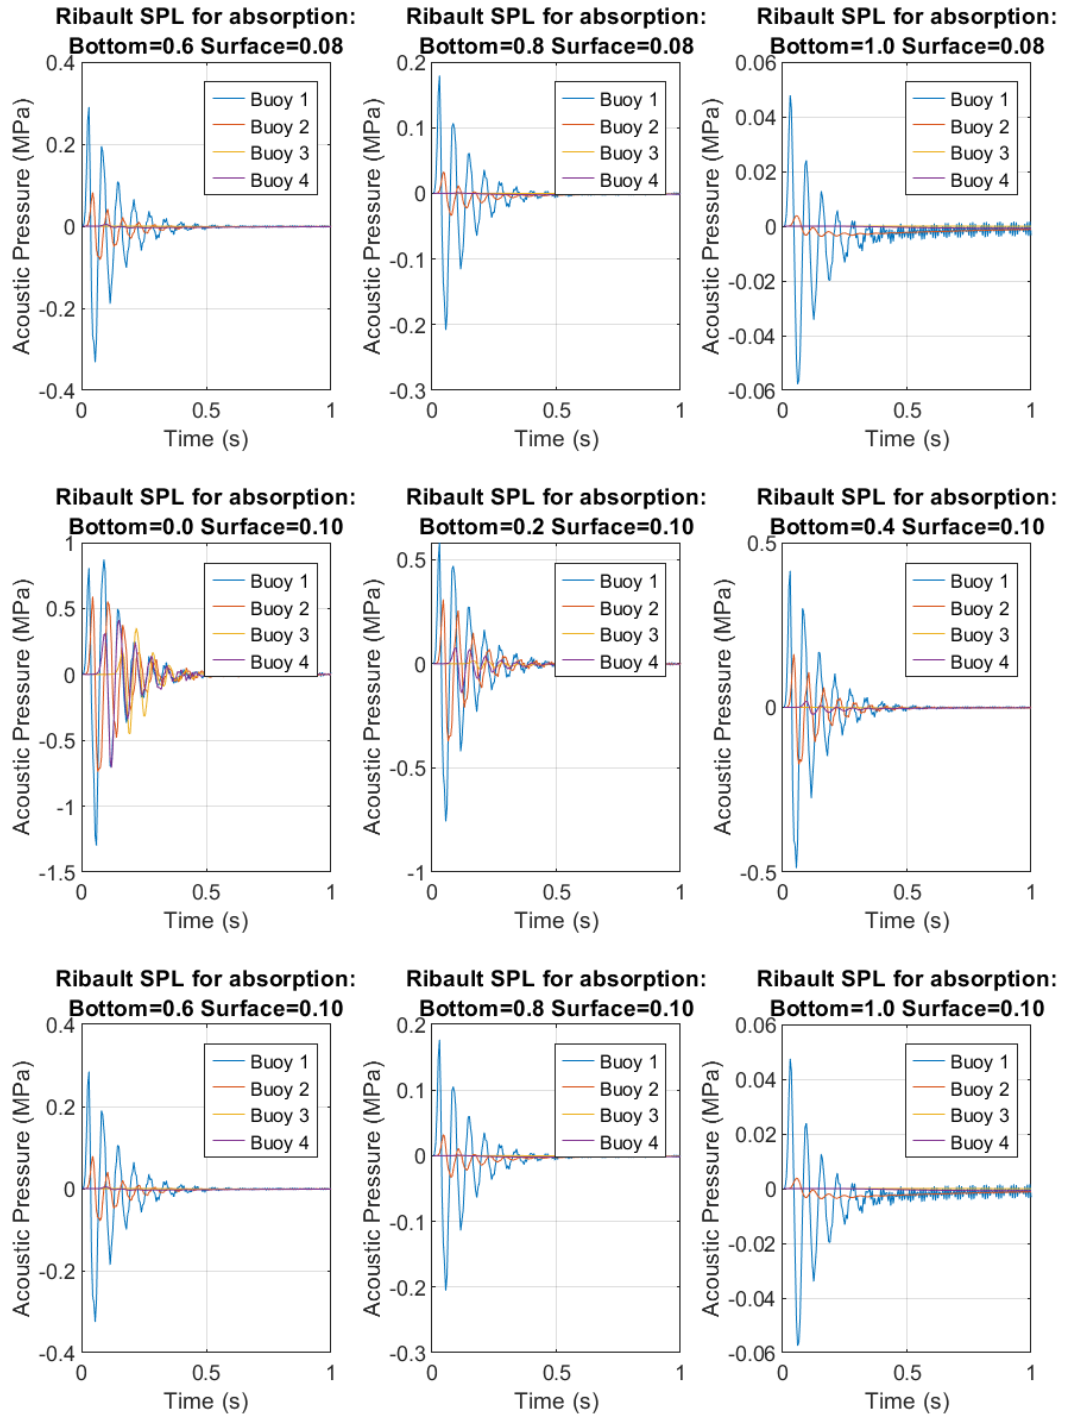 Ribault SPL for absorption:
Bottom=0.6 Surface=0.08
0.4
0.2
0
-0.2
-0.4
Acoustic Pressure (MPa)
Buoy 1
Buoy 2
Buoy 3
Buoy 4
0
0.5
1
Time (s)
Ribault SPL for absorption:
Bottom=0.8 Surface=0.08
0.2
0.1
0
-0.1
-0.2
-0.3
Acoustic Pressure (MPa)
Buoy 1
Buoy 2
Buoy 3
Buoy 4
0
0.5
1
Time (s)
Ribault SPL for absorption:
Bottom=1.0 Surface=0.08
0.06
0.04
0.02
0
-0.02
-0.04
-0.06
Acoustic Pressure (MPa)
Buoy 1
Buoy 2
Buoy 3
Buoy 4
0
0.5
1
Time (s)
Ribault SPL for absorption:
Bottom=0.0 Surface=0.10
1
0.5
0
-0.5
-1
-1.5
Acoustic Pressure (MPa)
Buoy 1
Buoy 2
Buoy 3
Buoy 4
0
0.5
1
Time (s)
Ribault SPL for absorption:
Bottom=0.2 Surface=0.10
0.5
0
-0.5
-1
Acoustic Pressure (MPa)
Buoy 1
Buoy 2
Buoy 3
Buoy 4
0
0.5
1
Time (s)
Ribault SPL for absorption:
Bottom=0.4 Surface=0.10
0.5
0
-0.5
Acoustic Pressure (MPa)
Buoy 1
Buoy 2
Buoy 3
Buoy 4
0
0.5
1
Time (s)
Ribault SPL for absorption:
Bottom=0.6 Surface=0.10
0.4
0.2
0
-0.2
-0.4
Acoustic Pressure (MPa)
Buoy 1
Buoy 2
Buoy 3
Buoy 4
0
0.5
1
Time (s)
Ribault SPL for absorption:
Bottom=0.8 Surface=0.10
0.2
0.1
0
-0.1
-0.2
-0.3
Acoustic Pressure (MPa)
Buoy 1
Buoy 2
Buoy 3
Buoy 4
0
0.5
1
Time (s)
Ribault SPL for absorption:
Bottom=1.0 Surface=0.10
0.06
0.04
0.02
0
-0.02
-0.04
-0.06
Acoustic Pressure (MPa)
Buoy 1
Buoy 2
Buoy 3
Buoy 4
0
0.5
1
Time (s)